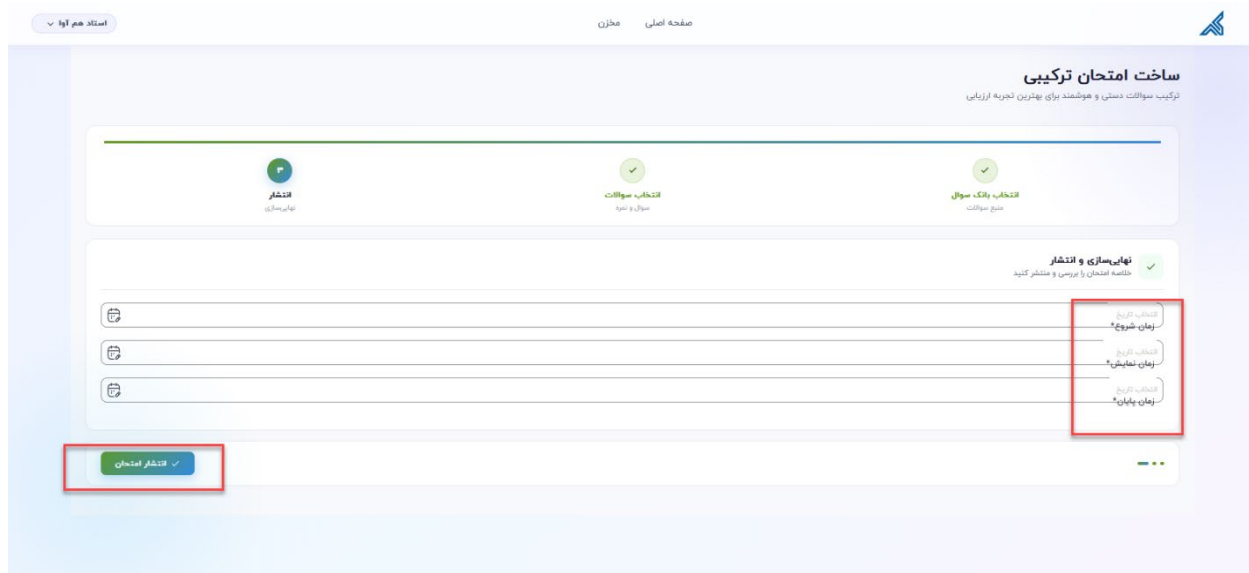 صفحه اصلی
مخزن
استاد هم آوا
ساخت امتحان ترکیبی
ترکیب سوالات دستی و هوشمند برای بهترین تجربه ارزیابی
انتخاب بانک سوال
منبع سوالات
انتخاب سوالات
سوال و نمره
۳
انتشار
نهایی‌سازی
نهایی‌سازی و انتشار
خلاصه امتحان را بررسی و منتشر کنید
انتخاب تاریخ
زمان شروع*
انتخاب تاریخ
زمان نمایش*
انتخاب تاریخ
زمان پایان*
انتشار امتحان